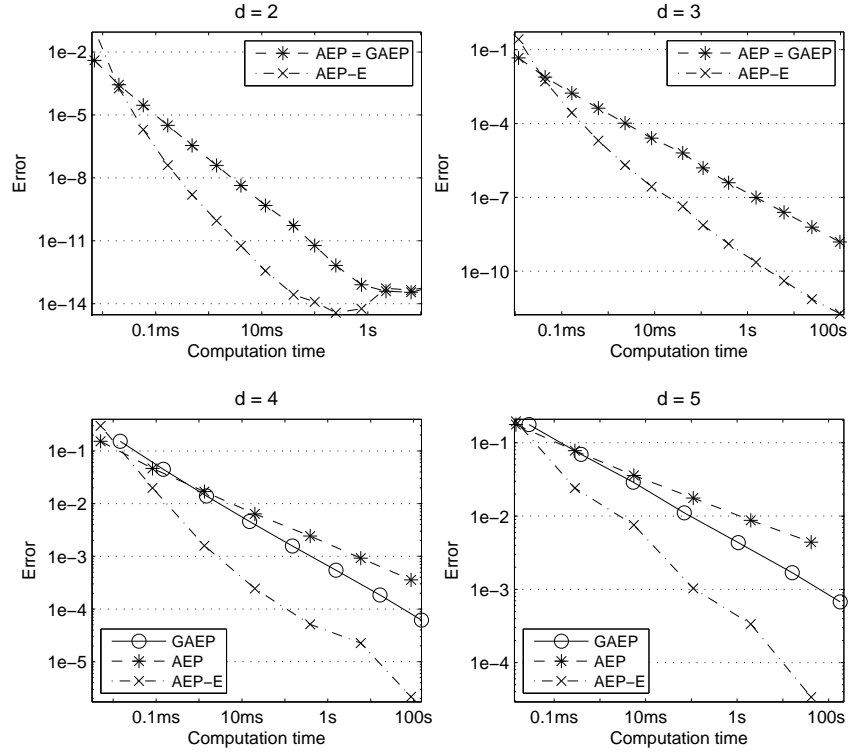 d = 2
1e−2
1e−5
1e−8
1e−11
1e−14
Error
AEP = GAEP
AEP−E
0.1ms
10ms
1s
Computation time
d = 3
1e−1
1e−4
1e−7
1e−10
Error
AEP = GAEP
AEP−E
0.1ms
10ms
1s
100s
Computation time
d = 4
1e−1
1e−2
1e−3
1e−4
1e−5
Error
GAEP
AEP
AEP−E
0.1ms
10ms
1s
100s
Computation time
d = 5
1e−1
1e−2
1e−3
1e−4
Error
GAEP
AEP
AEP−E
0.1ms
10ms
1s
100s
Computation time